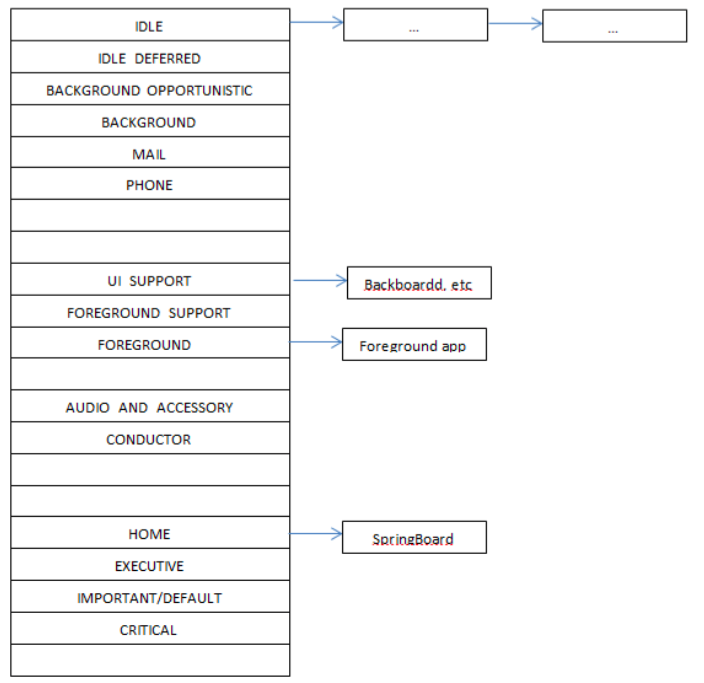 IDLE
...
...
IDLE DEFERRED
BACKGROUND OPPORTUNISTIC
BACKGROUND
MAIL
PHONE
UI SUPPORT
Backboardd, etc
FOREGROUND SUPPORT
FOREGROUND
Foreground app
AUDIO AND ACCESSORY
CONDUCTOR
HOME
SpringBoard
EXECUTIVE
IMPORTANT/DEFAULT
CRITICAL